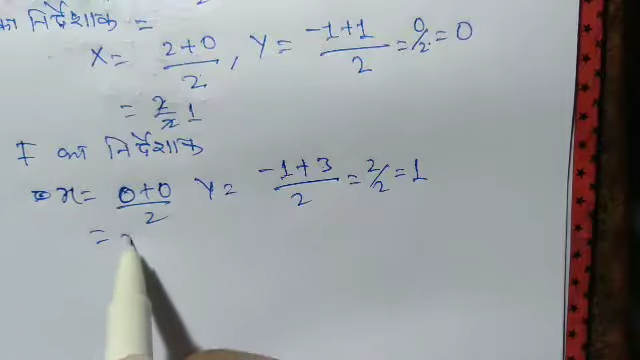 का निर्देशांक =
X = 2+0/2, Y = -1+1/2 = 0/2 = 0
= 2/2 1
F का निर्देशांक
x = 0+0/2 Y = -1+3/2 = 2/2 = 1
=